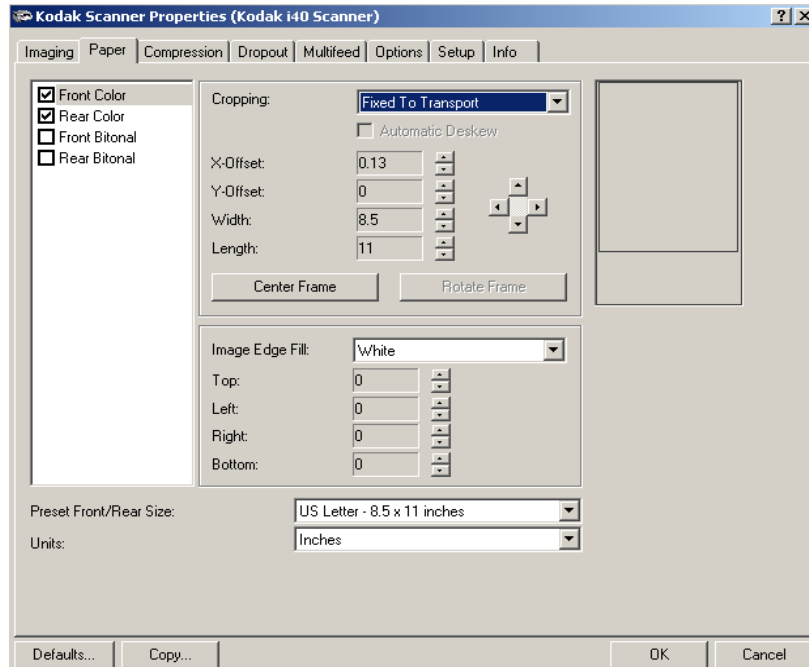 Kodak Scanner Properties (Kodak i40 Scanner)
Imaging Paper Compression Dropout Multifeed Options Setup Info
Front Color
Rear Color
Front Bitonal
Rear Bitonal
Cropping: Fixed To Transport
Automatic Deskew
X-Offset: 0.13
Y-Offset: 0
Width: 8.5
Length: 11
Center Frame Rotate Frame
Image Edge Fill: White
Top: 0
Left: 0
Right: 0
Bottom: 0
Preset Front/Rear Size: US Letter - 8.5 x 11 inches
Units: Inches
Defaults... Copy... OK Cancel